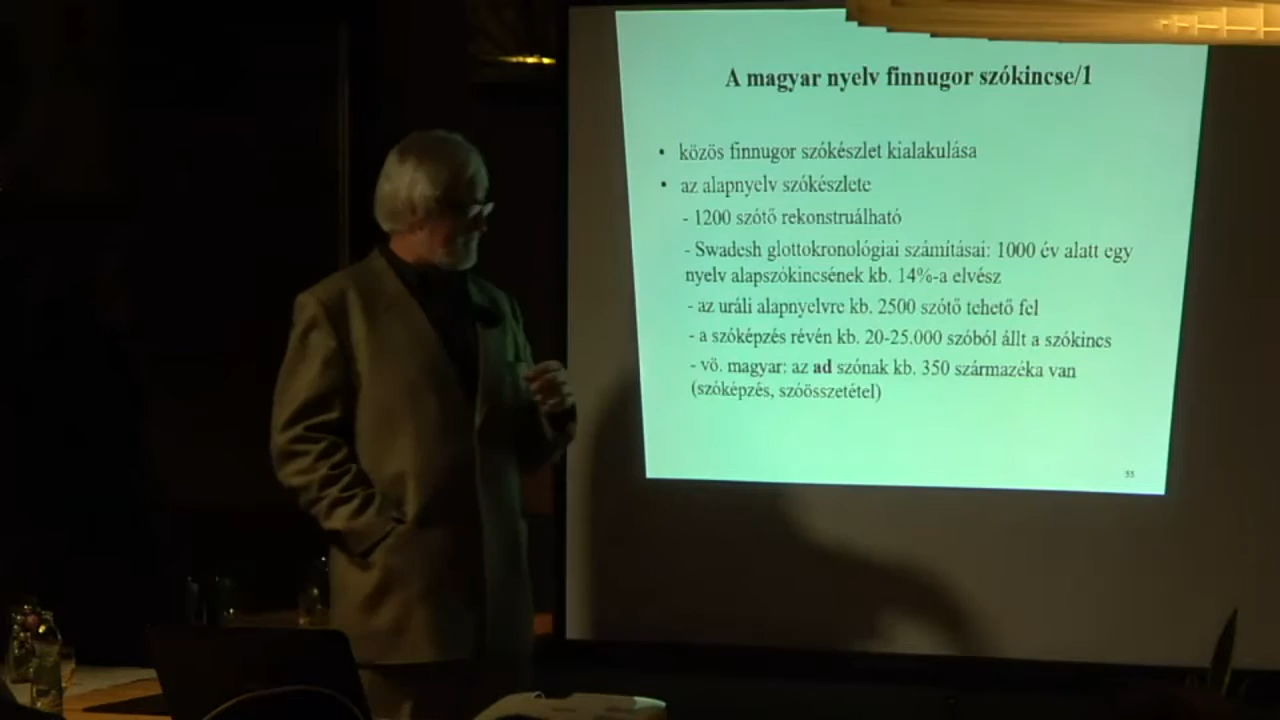 A magyar nyelv finnugor szókincse/1
• közös finnugor szókészlet kialakulása
• az alapnyelv szókészlete
- 1200 szótő rekonstruálható
- Swadesh glottokronológiai számításai: 1000 év alatt egy
nyelv alapszókincsének kb. 14%-a elvész
- az uráli alapnyelvre kb. 2500 szótő tehető fel
- a szóképzés révén kb. 20-25.000 szóból állt a szókincs
- vö. magyar: az ad szónak kb. 350 származéka van
(szóképzés, szóösszetétel)
55